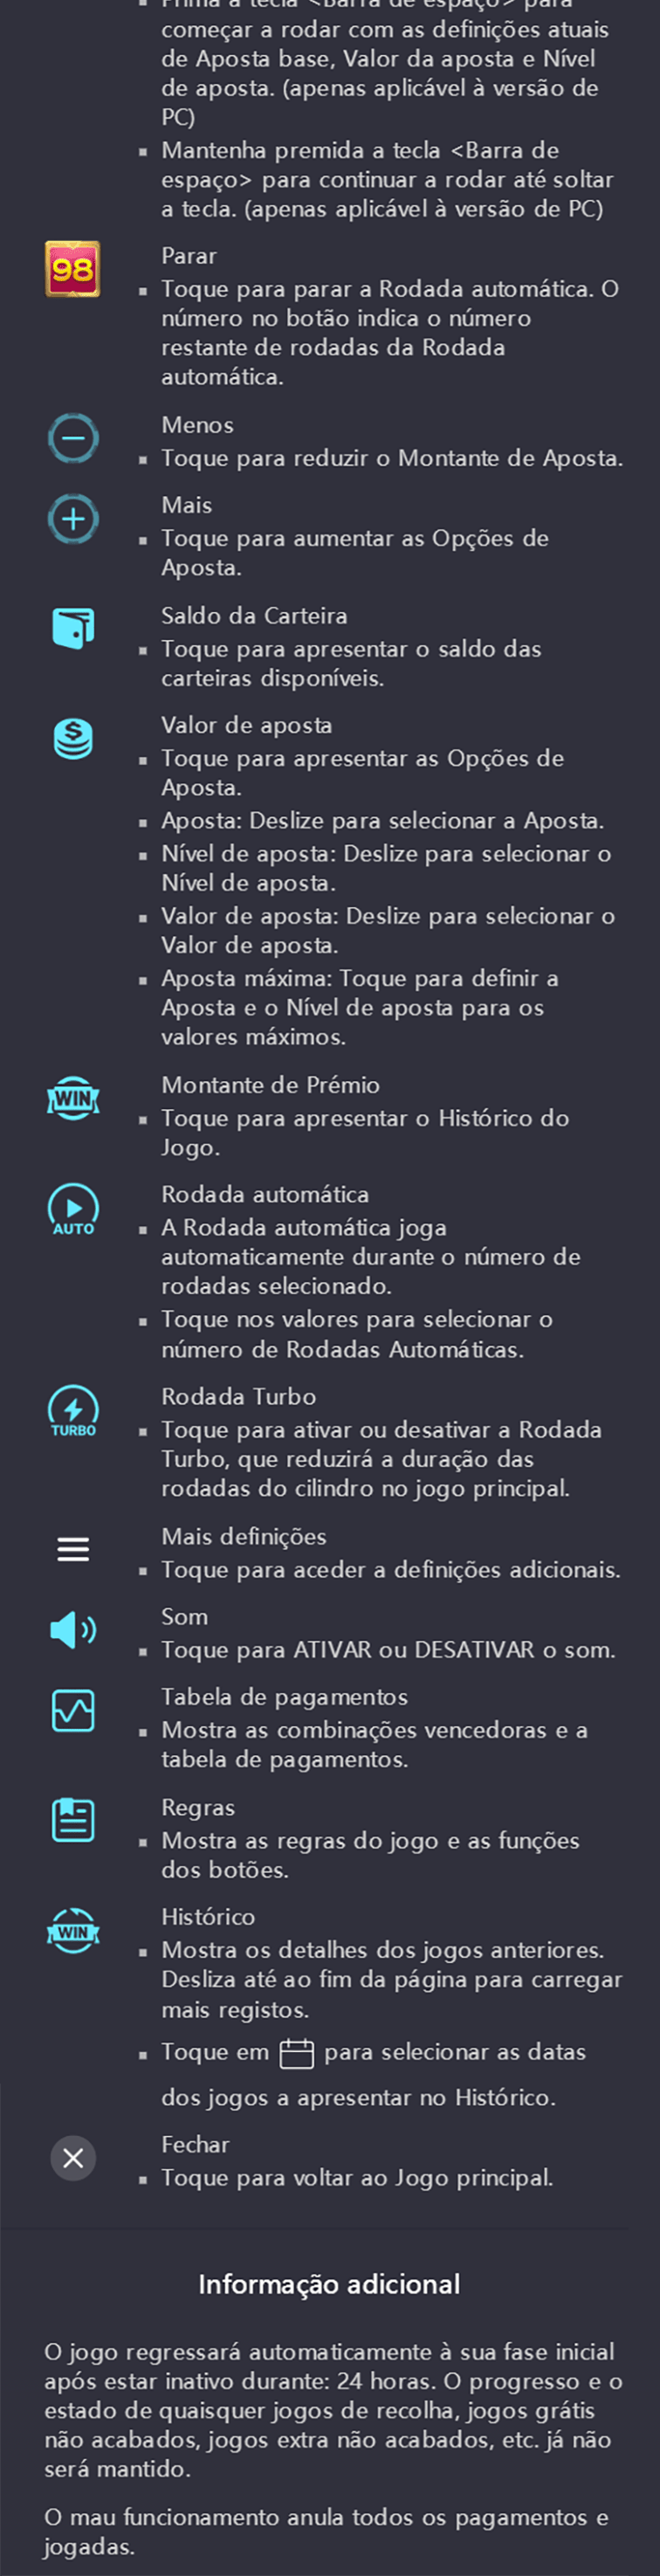 Prima a tecla <Barra de espaço> para
começar a rodar com as definições atuais
de Aposta base, Valor da aposta e Nível
de aposta. (apenas aplicável à versão de
PC)
Mantenha premida a tecla <Barra de
espaço> para continuar a rodar até soltar
a tecla. (apenas aplicável à versão de PC)
98
Parar
Toque para parar a Rodada automática. O
número no botão indica o número
restante de rodadas da Rodada
automática.
Menos
Toque para reduzir o Montante de Aposta.
Mais
Toque para aumentar as Opções de
Aposta.
Saldo da Carteira
Toque para apresentar o saldo das
carteiras disponíveis.
Valor de aposta
Toque para apresentar as Opções de
Aposta.
Aposta: Deslize para selecionar a Aposta.
Nível de aposta: Deslize para selecionar o
Nível de aposta.
Valor de aposta: Deslize para selecionar o
Valor de aposta.
Aposta máxima: Toque para definir a
Aposta e o Nível de aposta para os
valores máximos.
WIN
Montante de Prémio
Toque para apresentar o Histórico do
Jogo.
AUTO
Rodada automática
A Rodada automática joga
automaticamente durante o número de
rodadas selecionado.
Toque nos valores para selecionar o
número de Rodadas Automáticas.
TURBO
Rodada Turbo
Toque para ativar ou desativar a Rodada
Turbo, que reduzirá a duração das
rodadas do cilindro no jogo principal.
Mais definições
Toque para aceder a definições adicionais.
Som
Toque para ATIVAR ou DESATIVAR o som.
Tabela de pagamentos
Mostra as combinações vencedoras e a
tabela de pagamentos.
Regras
Mostra as regras do jogo e as funções
dos botões.
WIN
Histórico
Mostra os detalhes dos jogos anteriores.
Desliza até ao fim da página para carregar
mais registos.
Toque em para selecionar as datas
dos jogos a apresentar no Histórico.
Fechar
Toque para voltar ao Jogo principal.
Informação adicional
O jogo regressará automaticamente à sua fase inicial
após estar inativo durante: 24 horas. O progresso e o
estado de quaisquer jogos de recolha, jogos grátis
não acabados, jogos extra não acabados, etc. já não
será mantido.
O mau funcionamento anula todos os pagamentos e
jogadas.